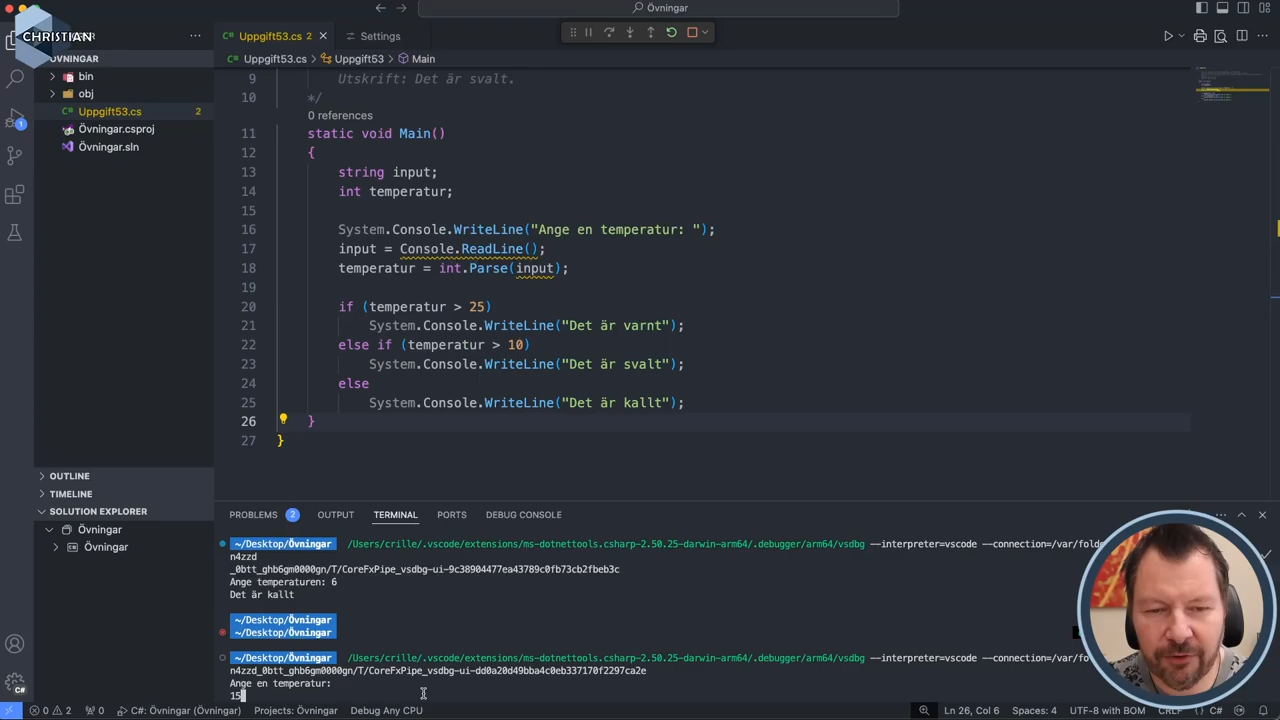 Övningar
CHRISTIAN
Uppgift53.cs 2
Settings
ÖVNINGAR
Uppgift53.cs > Uppgift53 > Main
bin
obj
Uppgift53.cs 2
Övningar.csproj
Övningar.sln
9 Utskrift: Det är svalt.
10 */
0 references
11 static void Main()
12 {
13 string input;
14 int temperatur;
15
16 System.Console.WriteLine("Ange en temperatur: ");
17 input = Console.ReadLine();
18 temperatur = int.Parse(input);
19
20 if (temperatur > 25)
21 System.Console.WriteLine("Det är varnt");
22 else if (temperatur > 10)
23 System.Console.WriteLine("Det är svalt");
24 else
25 System.Console.WriteLine("Det är kallt");
26 }
27 }
OUTLINE
TIMELINE
SOLUTION EXPLORER
Övningar
Övningar
PROBLEMS 2 OUTPUT TERMINAL PORTS DEBUG CONSOLE
~/Desktop/Övningar /Users/crille/.vscode/extensions/ms-dotnettools.csharp-2.50.25-darwin-arm64/.debugger/arm64/vsdbg --interpreter=vscode --connection=/var/folde
n4zzd
_0btt_ghb6gm0000gn/T/CoreFxPipe_vsdbg-ui-9c38904477ea43789c0fb73cb2fbeb3c
Ange temperaturen: 6
Det är kallt
~/Desktop/Övningar
~/Desktop/Övningar
~/Desktop/Övningar /Users/crille/.vscode/extensions/ms-dotnettools.csharp-2.50.25-darwin-arm64/.debugger/arm64/vsdbg --interpreter=vscode --connection=/var/fo
n4zzd_0btt_ghb6gm0000gn/T/CoreFxPipe_vsdbg-ui-dd0a20d49bba4c0eb337170f2297ca2e
Ange en temperatur:
15
0 2 0 C#: Övningar (Övningar) Projects: Övningar Debug Any CPU Ln 26, Col 6 Spaces: 4 UTF-8 with BOM CRLF C#